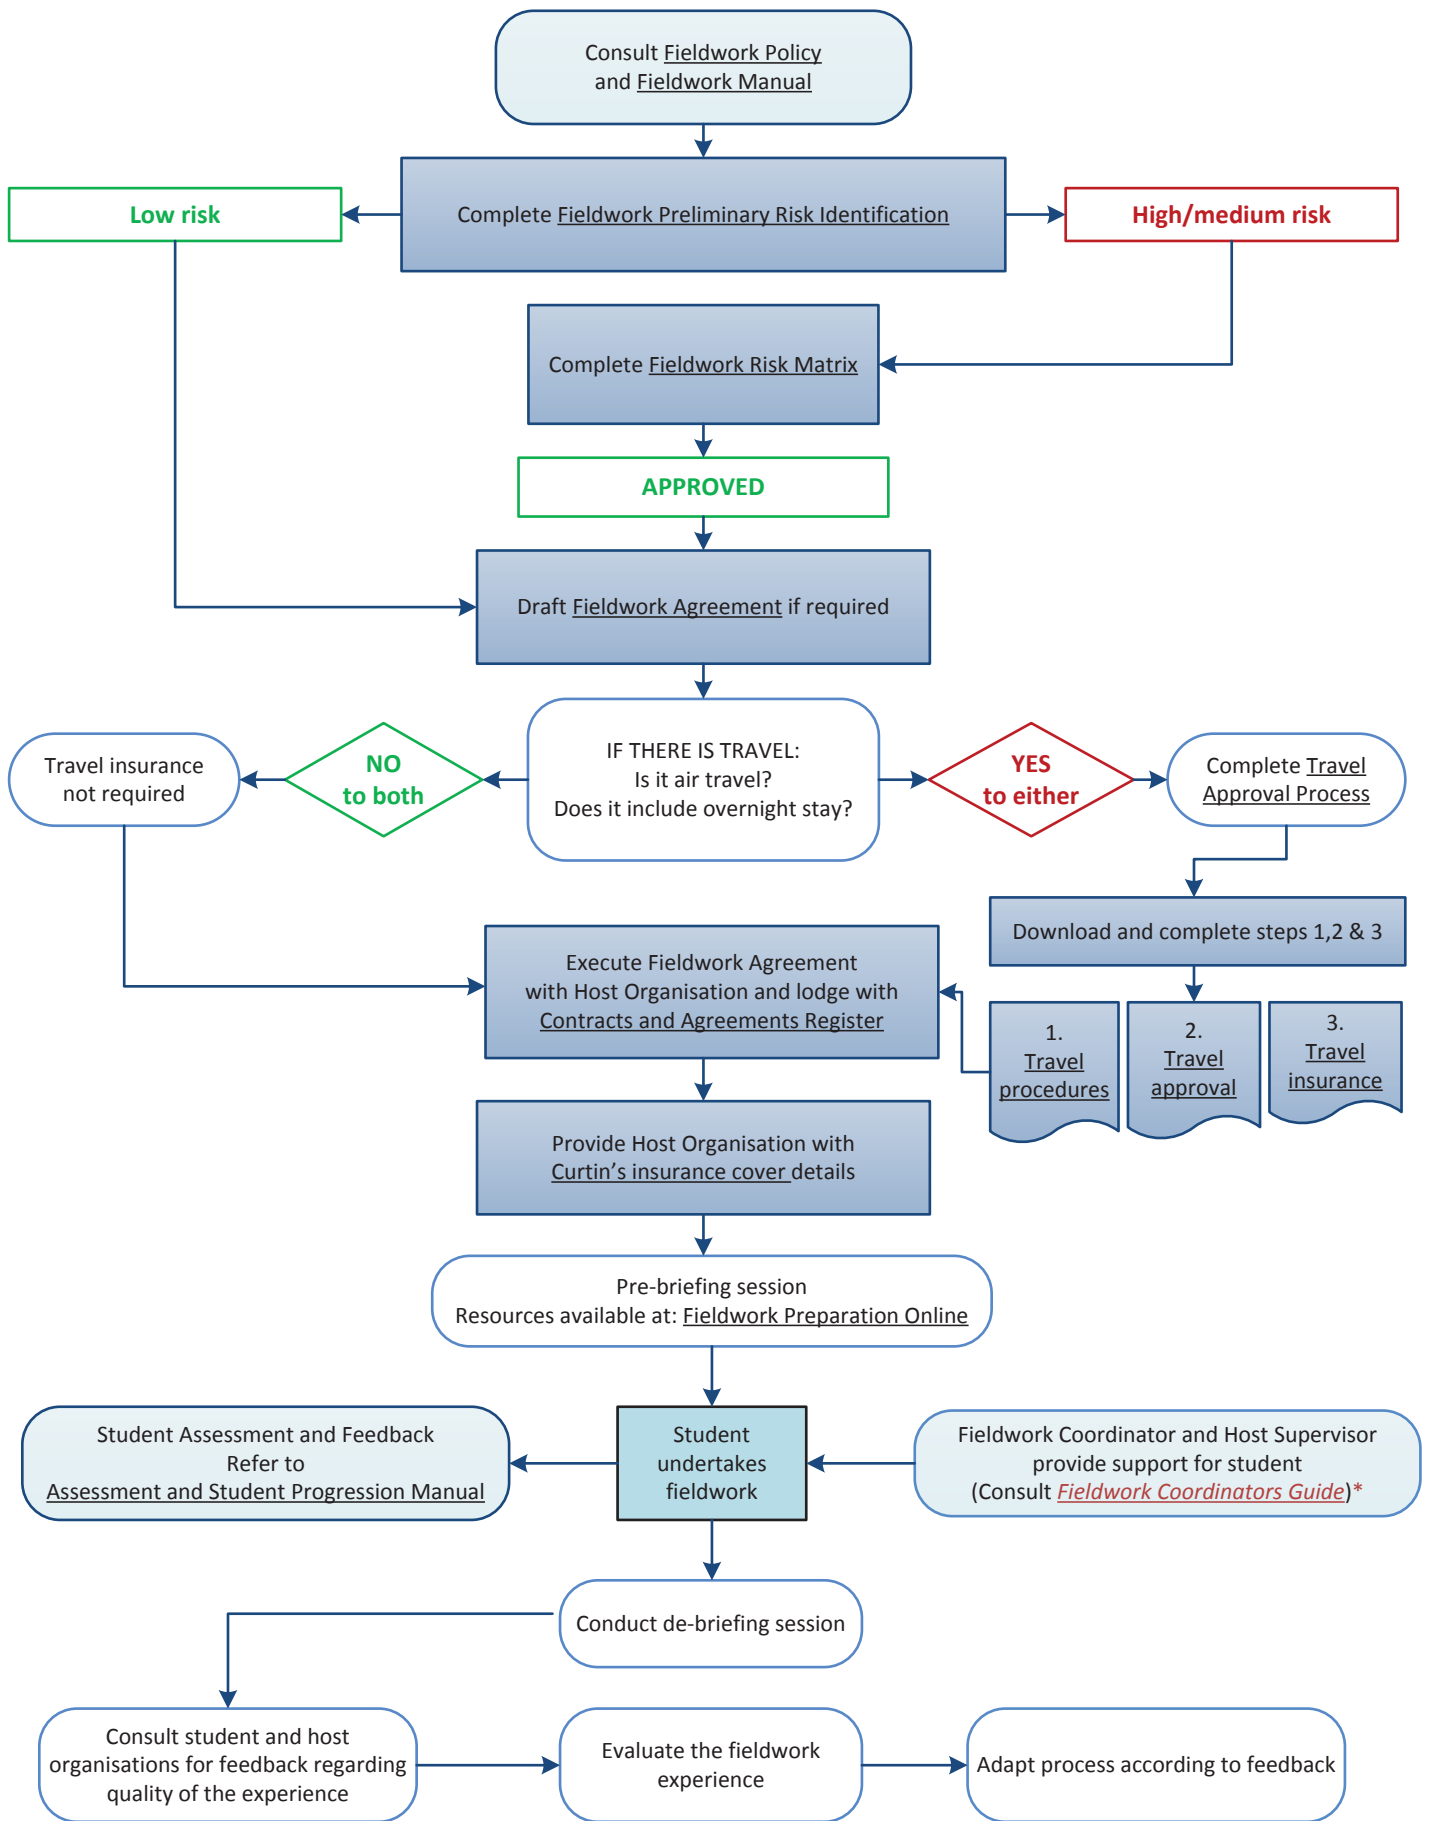 Consult Fieldwork Policy
and Fieldwork Manual
Low risk
Complete Fieldwork Preliminary Risk Identification
High/medium risk
Complete Fieldwork Risk Matrix
APPROVED
Draft Fieldwork Agreement if required
Travel insurance
not required
NO
to both
IF THERE IS TRAVEL:
Is it air travel?
Does it include overnight stay?
YES
to either
Complete Travel
Approval Process
Download and complete steps 1,2 & 3
Execute Fieldwork Agreement
with Host Organisation and lodge with
Contracts and Agreements Register
1.
Travel
procedures
2.
Travel
approval
3.
Travel
insurance
Provide Host Organisation with
Curtin’s insurance cover details
Pre-briefing session
Resources available at: Fieldwork Preparation Online
Student Assessment and Feedback
Refer to
Assessment and Student Progression Manual
Student
undertakes
fieldwork
Fieldwork Coordinator and Host Supervisor
provide support for student
(Consult Fieldwork Coordinators Guide)*
Conduct de-briefing session
Consult student and host
organisations for feedback regarding
quality of the experience
Evaluate the fieldwork
experience
Adapt process according to feedback